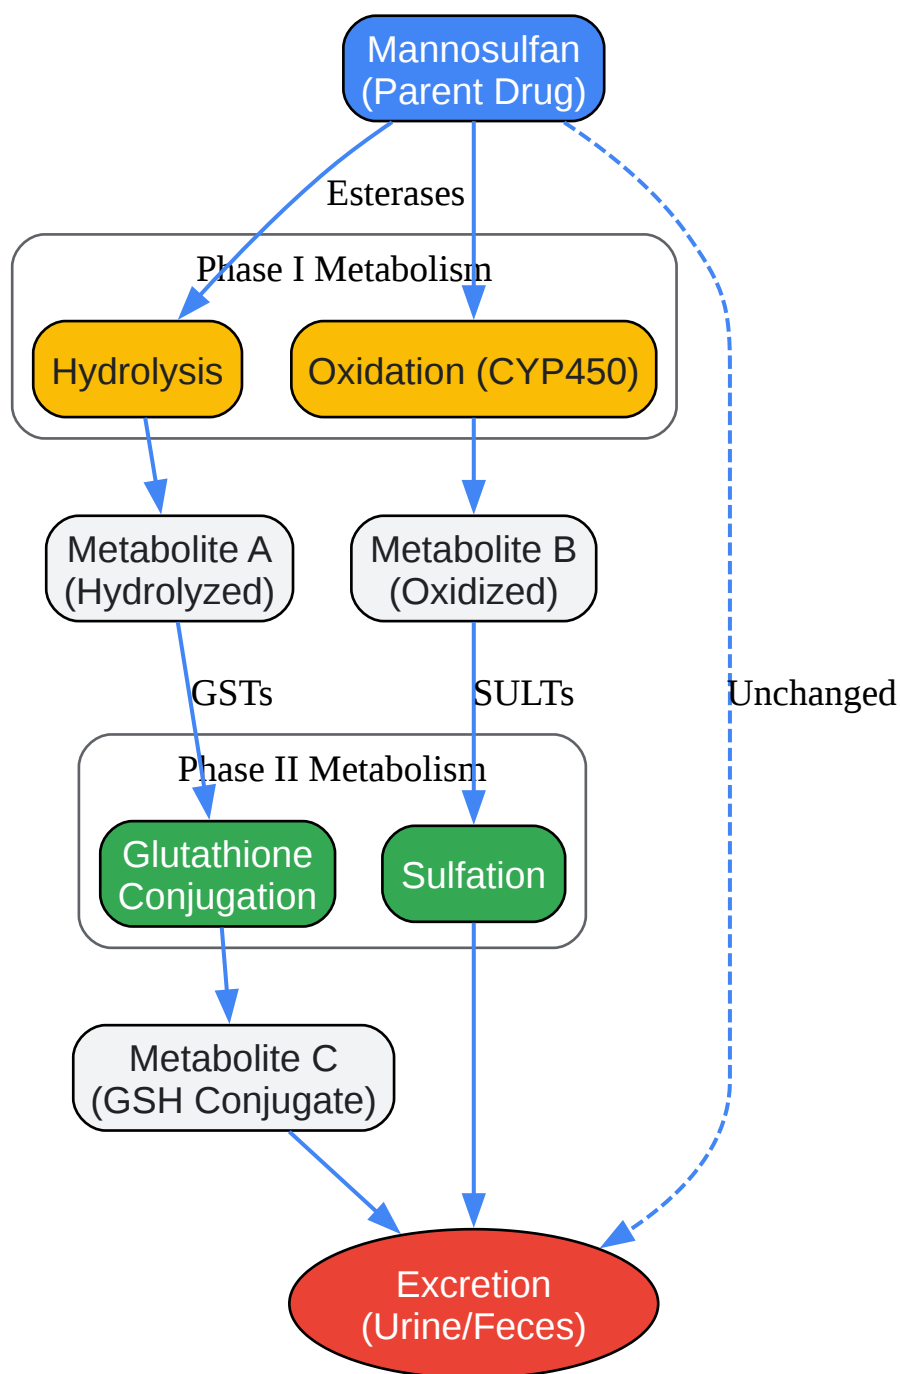 Mannosulfan
(Parent Drug)
Esterases
Phase I Metabolism
Hydrolysis
Oxidation (CYP450)
Metabolite A
(Hydrolyzed)
Metabolite B
(Oxidized)
GSTs
SULTs
Unchanged
Phase II Metabolism
Glutathione
Conjugation
Sulfation
Metabolite C
(GSH Conjugate)
Excretion
(Urine/Feces)